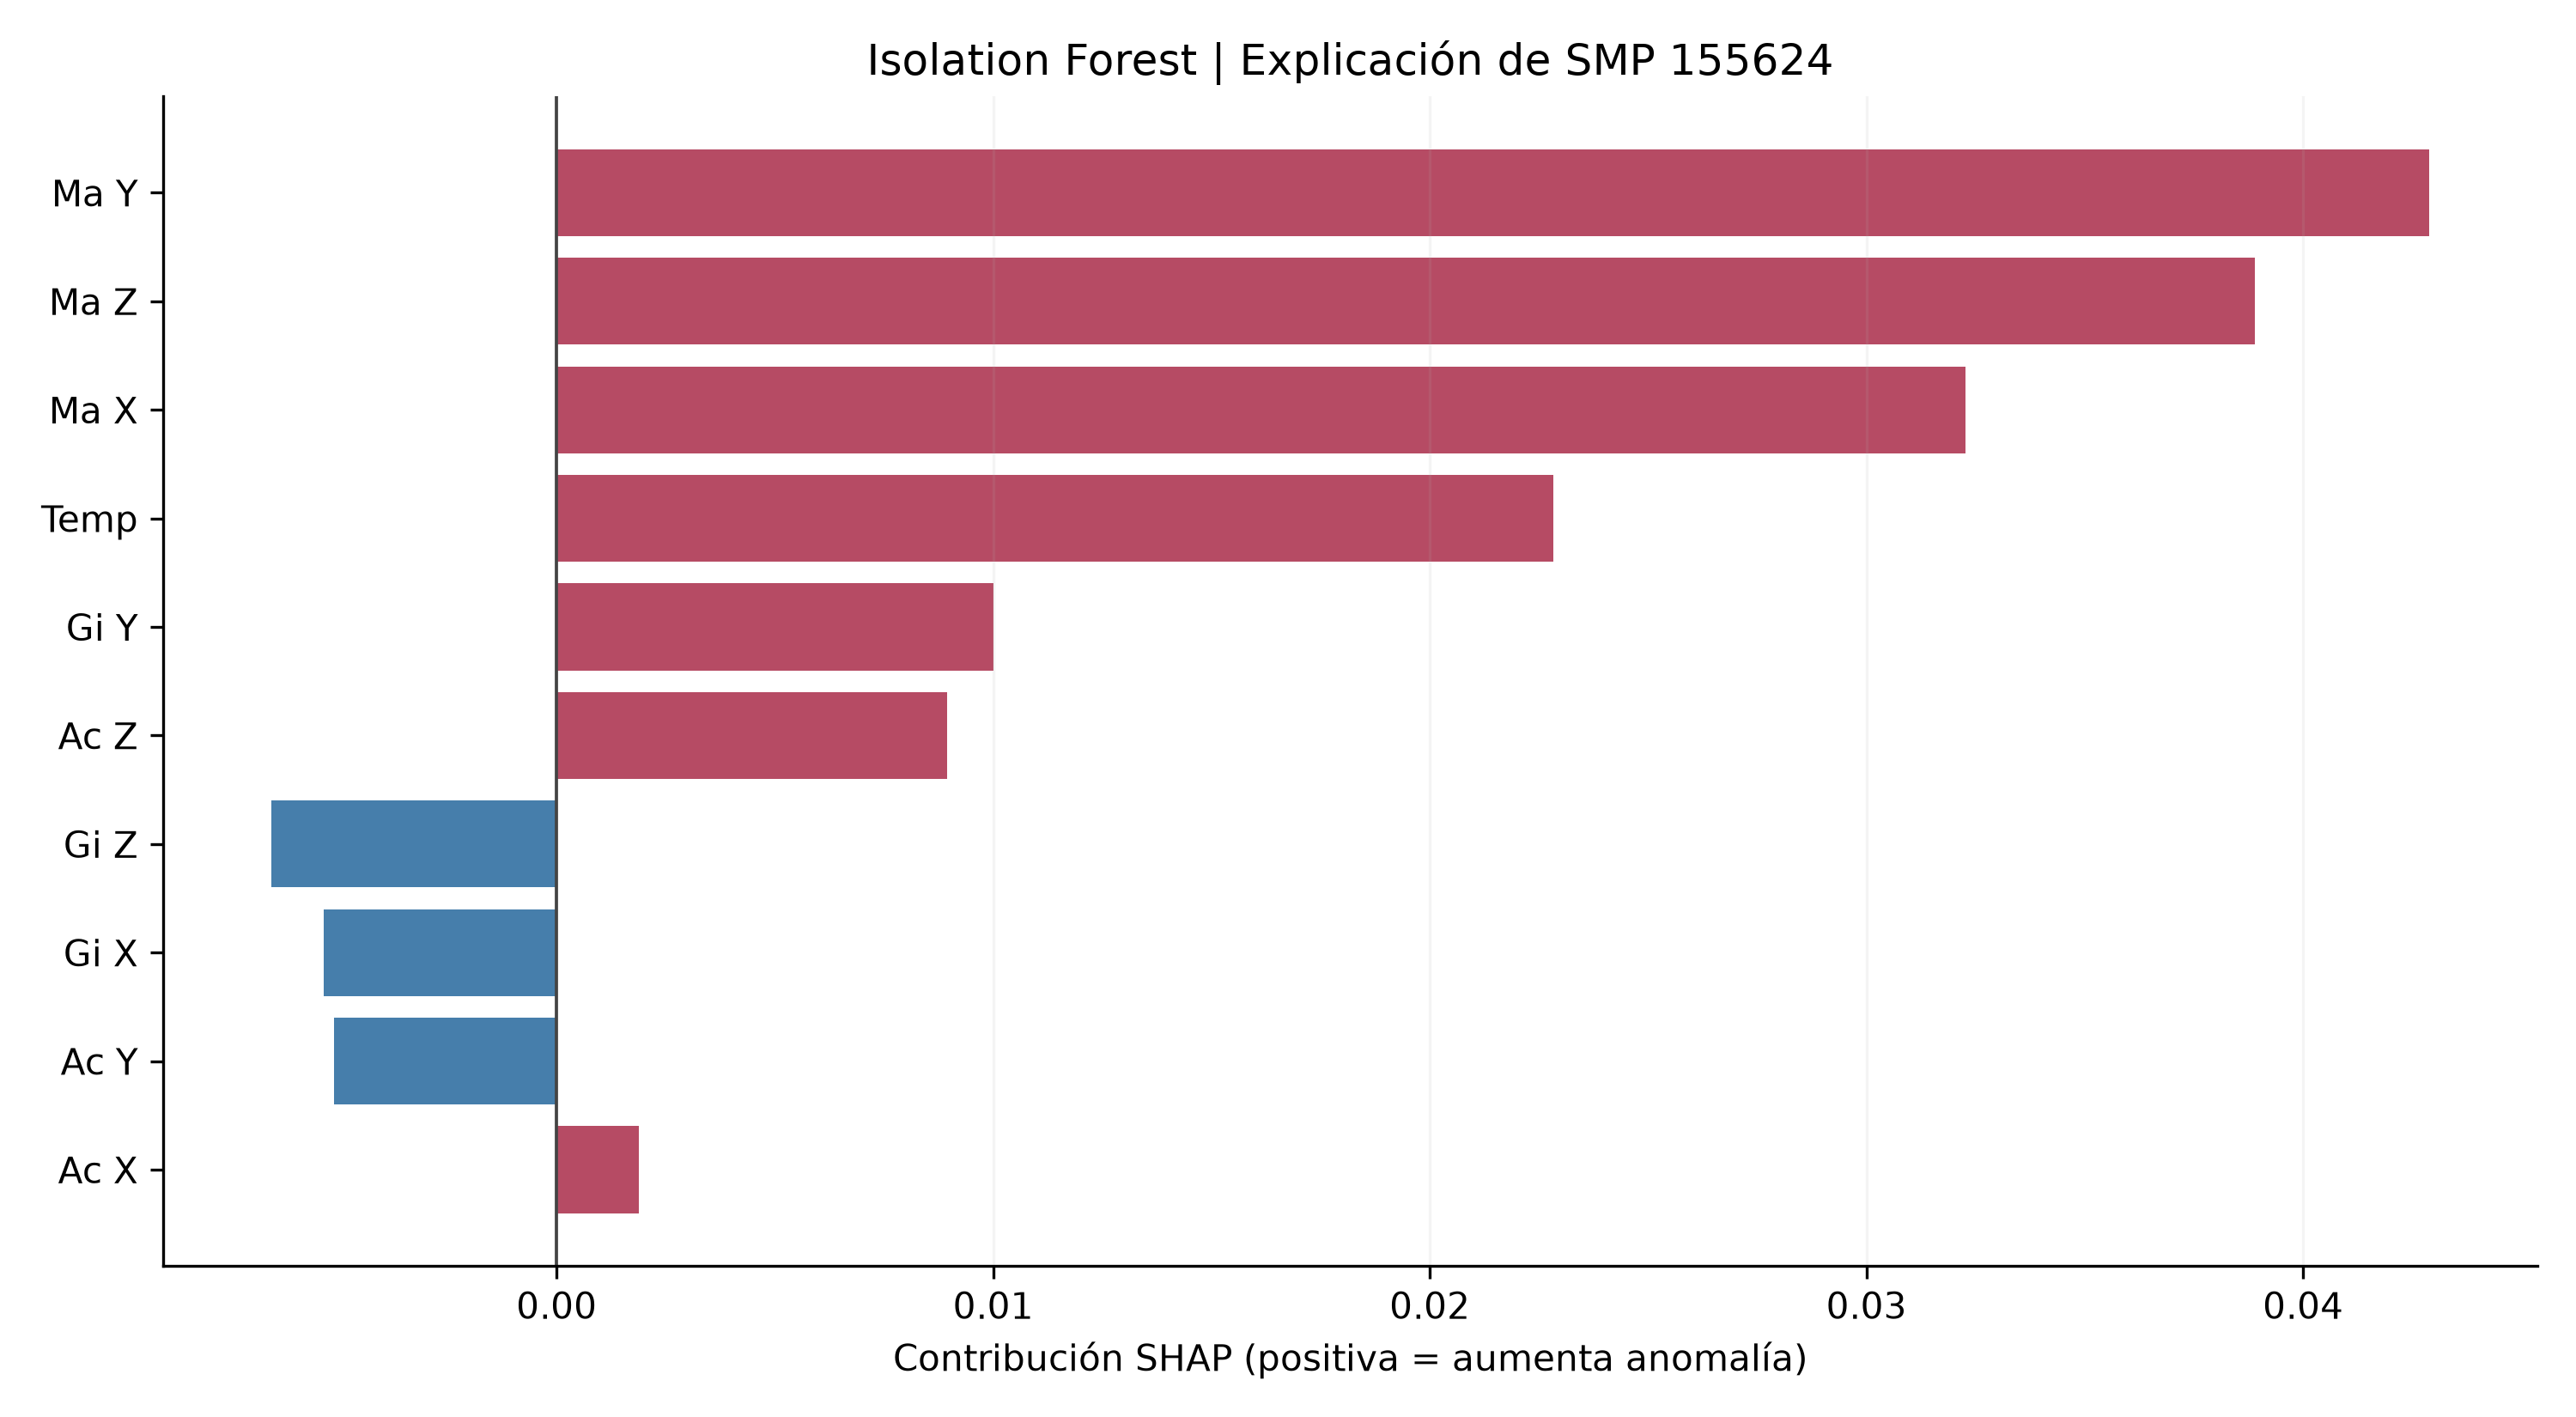 Isolation Forest | Explicación de SMP 155624
Ma Y
Ma Z
Ma X
Temp
Gi Y
Ac Z
Gi Z
Gi X
Ac Y
Ac X
0.00 0.01 0.02 0.03 0.04
Contribución SHAP (positiva = aumenta anomalía)